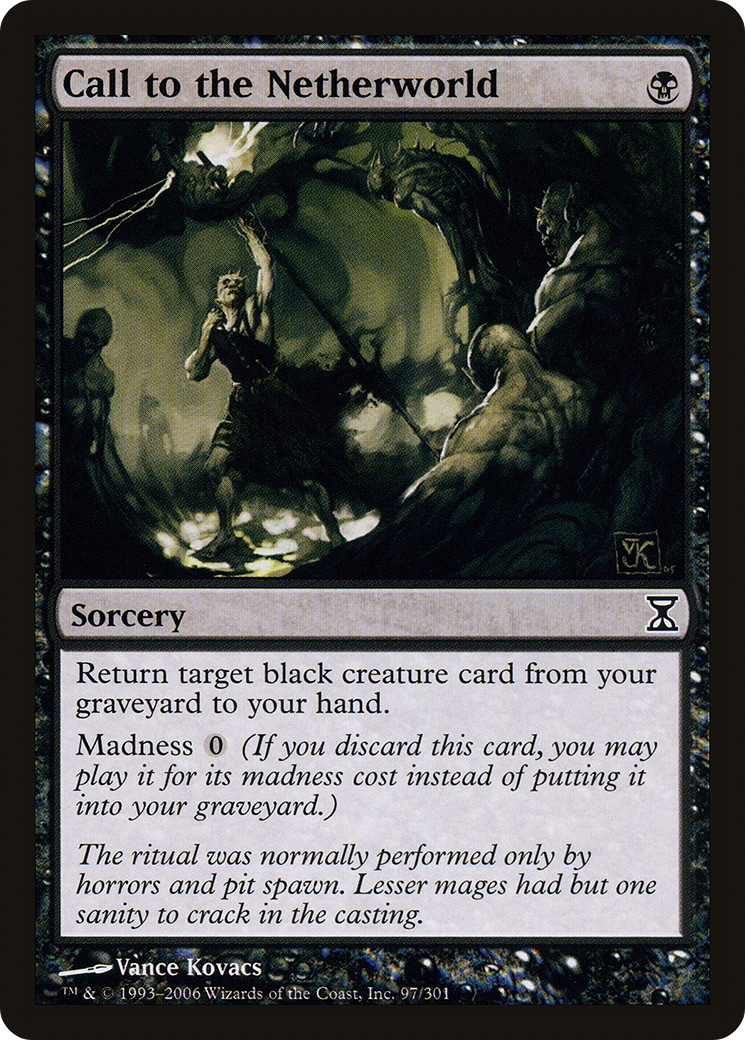 Call to the Netherworld
VK
05
Sorcery
Return target black creature card from your
graveyard to your hand.
Madness 0 (If you discard this card, you may
play it for its madness cost instead of putting it
into your graveyard.)
The ritual was normally performed only by
horrors and pit spawn. Lesser mages had but one
sanity to crack in the casting.
Vance Kovacs
™ & © 1993–2006 Wizards of the Coast, Inc. 97/301